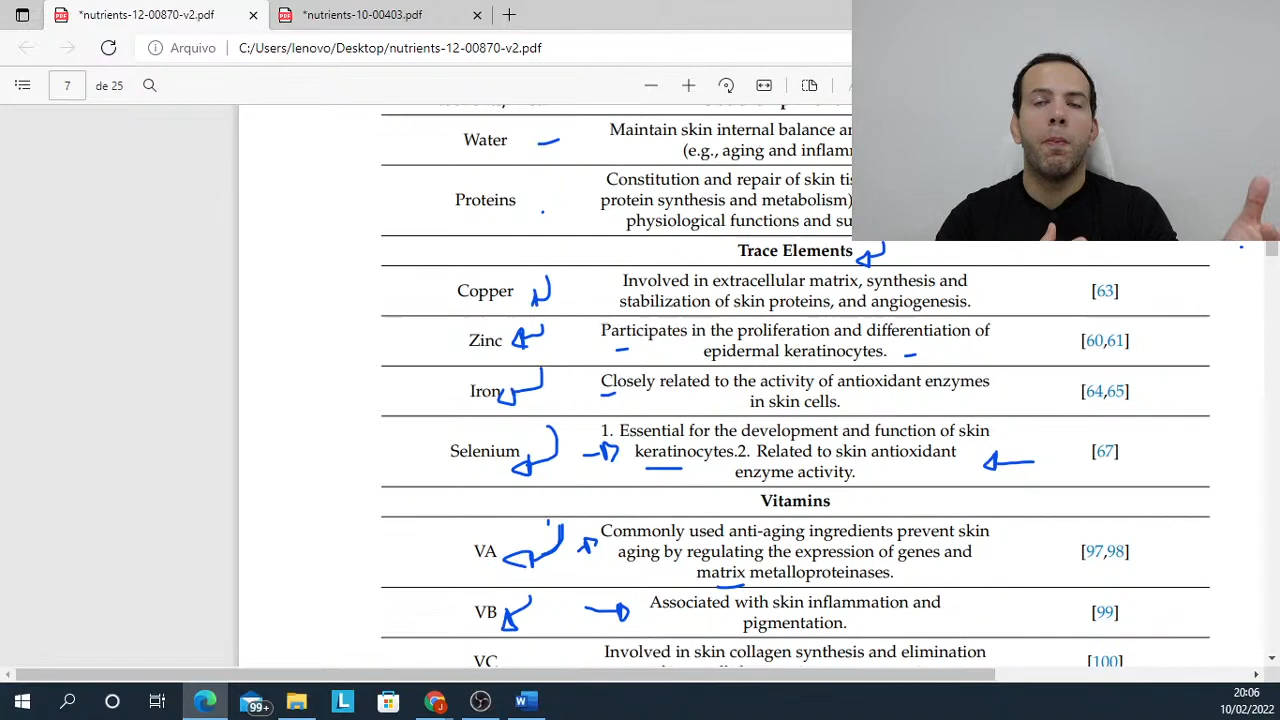 *nutrients-12-00870-v2.pdf
*nutrients-10-00403.pdf
Arquivo
C:/Users/lenovo/Desktop/nutrients-12-00870-v2.pdf
7 de 25
Water
Maintain skin internal balance an
(e.g., aging and inflamm
Proteins
Constitution and repair of skin tis
protein synthesis and metabolism)
physiological functions and su
Trace Elements
Copper
Involved in extracellular matrix, synthesis and
stabilization of skin proteins, and angiogenesis.
[63]
Zinc
Participates in the proliferation and differentiation of
epidermal keratinocytes.
[60,61]
Iron
Closely related to the activity of antioxidant enzymes
in skin cells.
[64,65]
Selenium
1. Essential for the development and function of skin
keratinocytes.2. Related to skin antioxidant
enzyme activity.
[67]
Vitamins
VA
Commonly used anti-aging ingredients prevent skin
aging by regulating the expression of genes and
matrix metalloproteinases.
[97,98]
VB
Associated with skin inflammation and
pigmentation.
[99]
VC
Involved in skin collagen synthesis and elimination
[100]
99+
L
20:06
10/02/2022